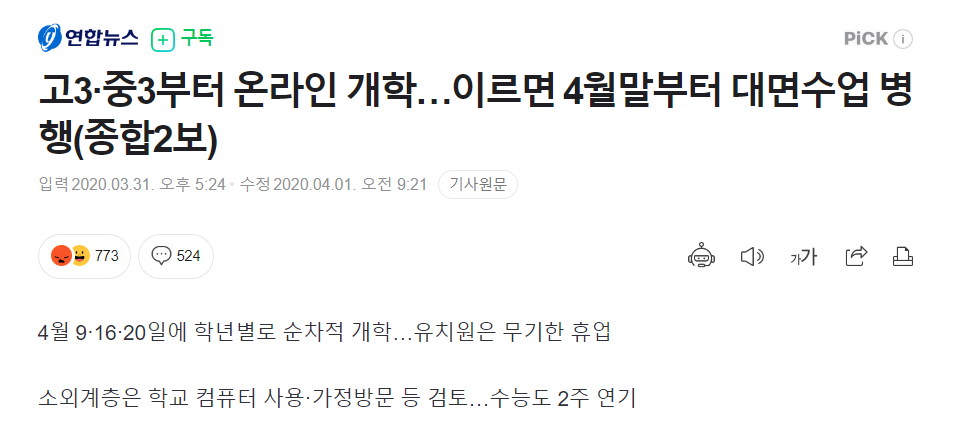 연합뉴스 구독 PiCK
고3·중3부터 온라인 개학…이르면 4월말부터 대면수업 병
행(종합2보)
입력 2020.03.31. 오후 5:24 수정 2020.04.01. 오전 9:21 기사원문
773 524 가가
4월 9·16·20일에 학년별로 순차적 개학…유치원은 무기한 휴업
소외계층은 학교 컴퓨터 사용·가정방문 등 검토…수능도 2주 연기